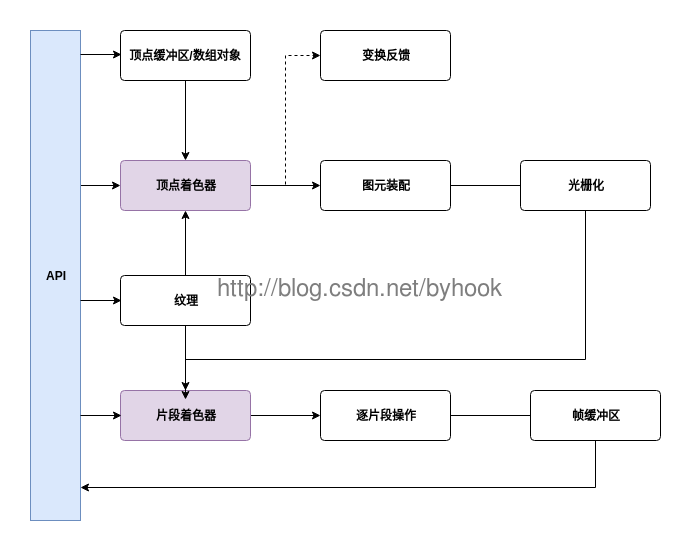 顶点缓冲区/数组对象
变换反馈
顶点着色器
图元装配
光栅化
API
纹理
http://blog.csdn.net/byhook
片段着色器
逐片段操作
帧缓冲区